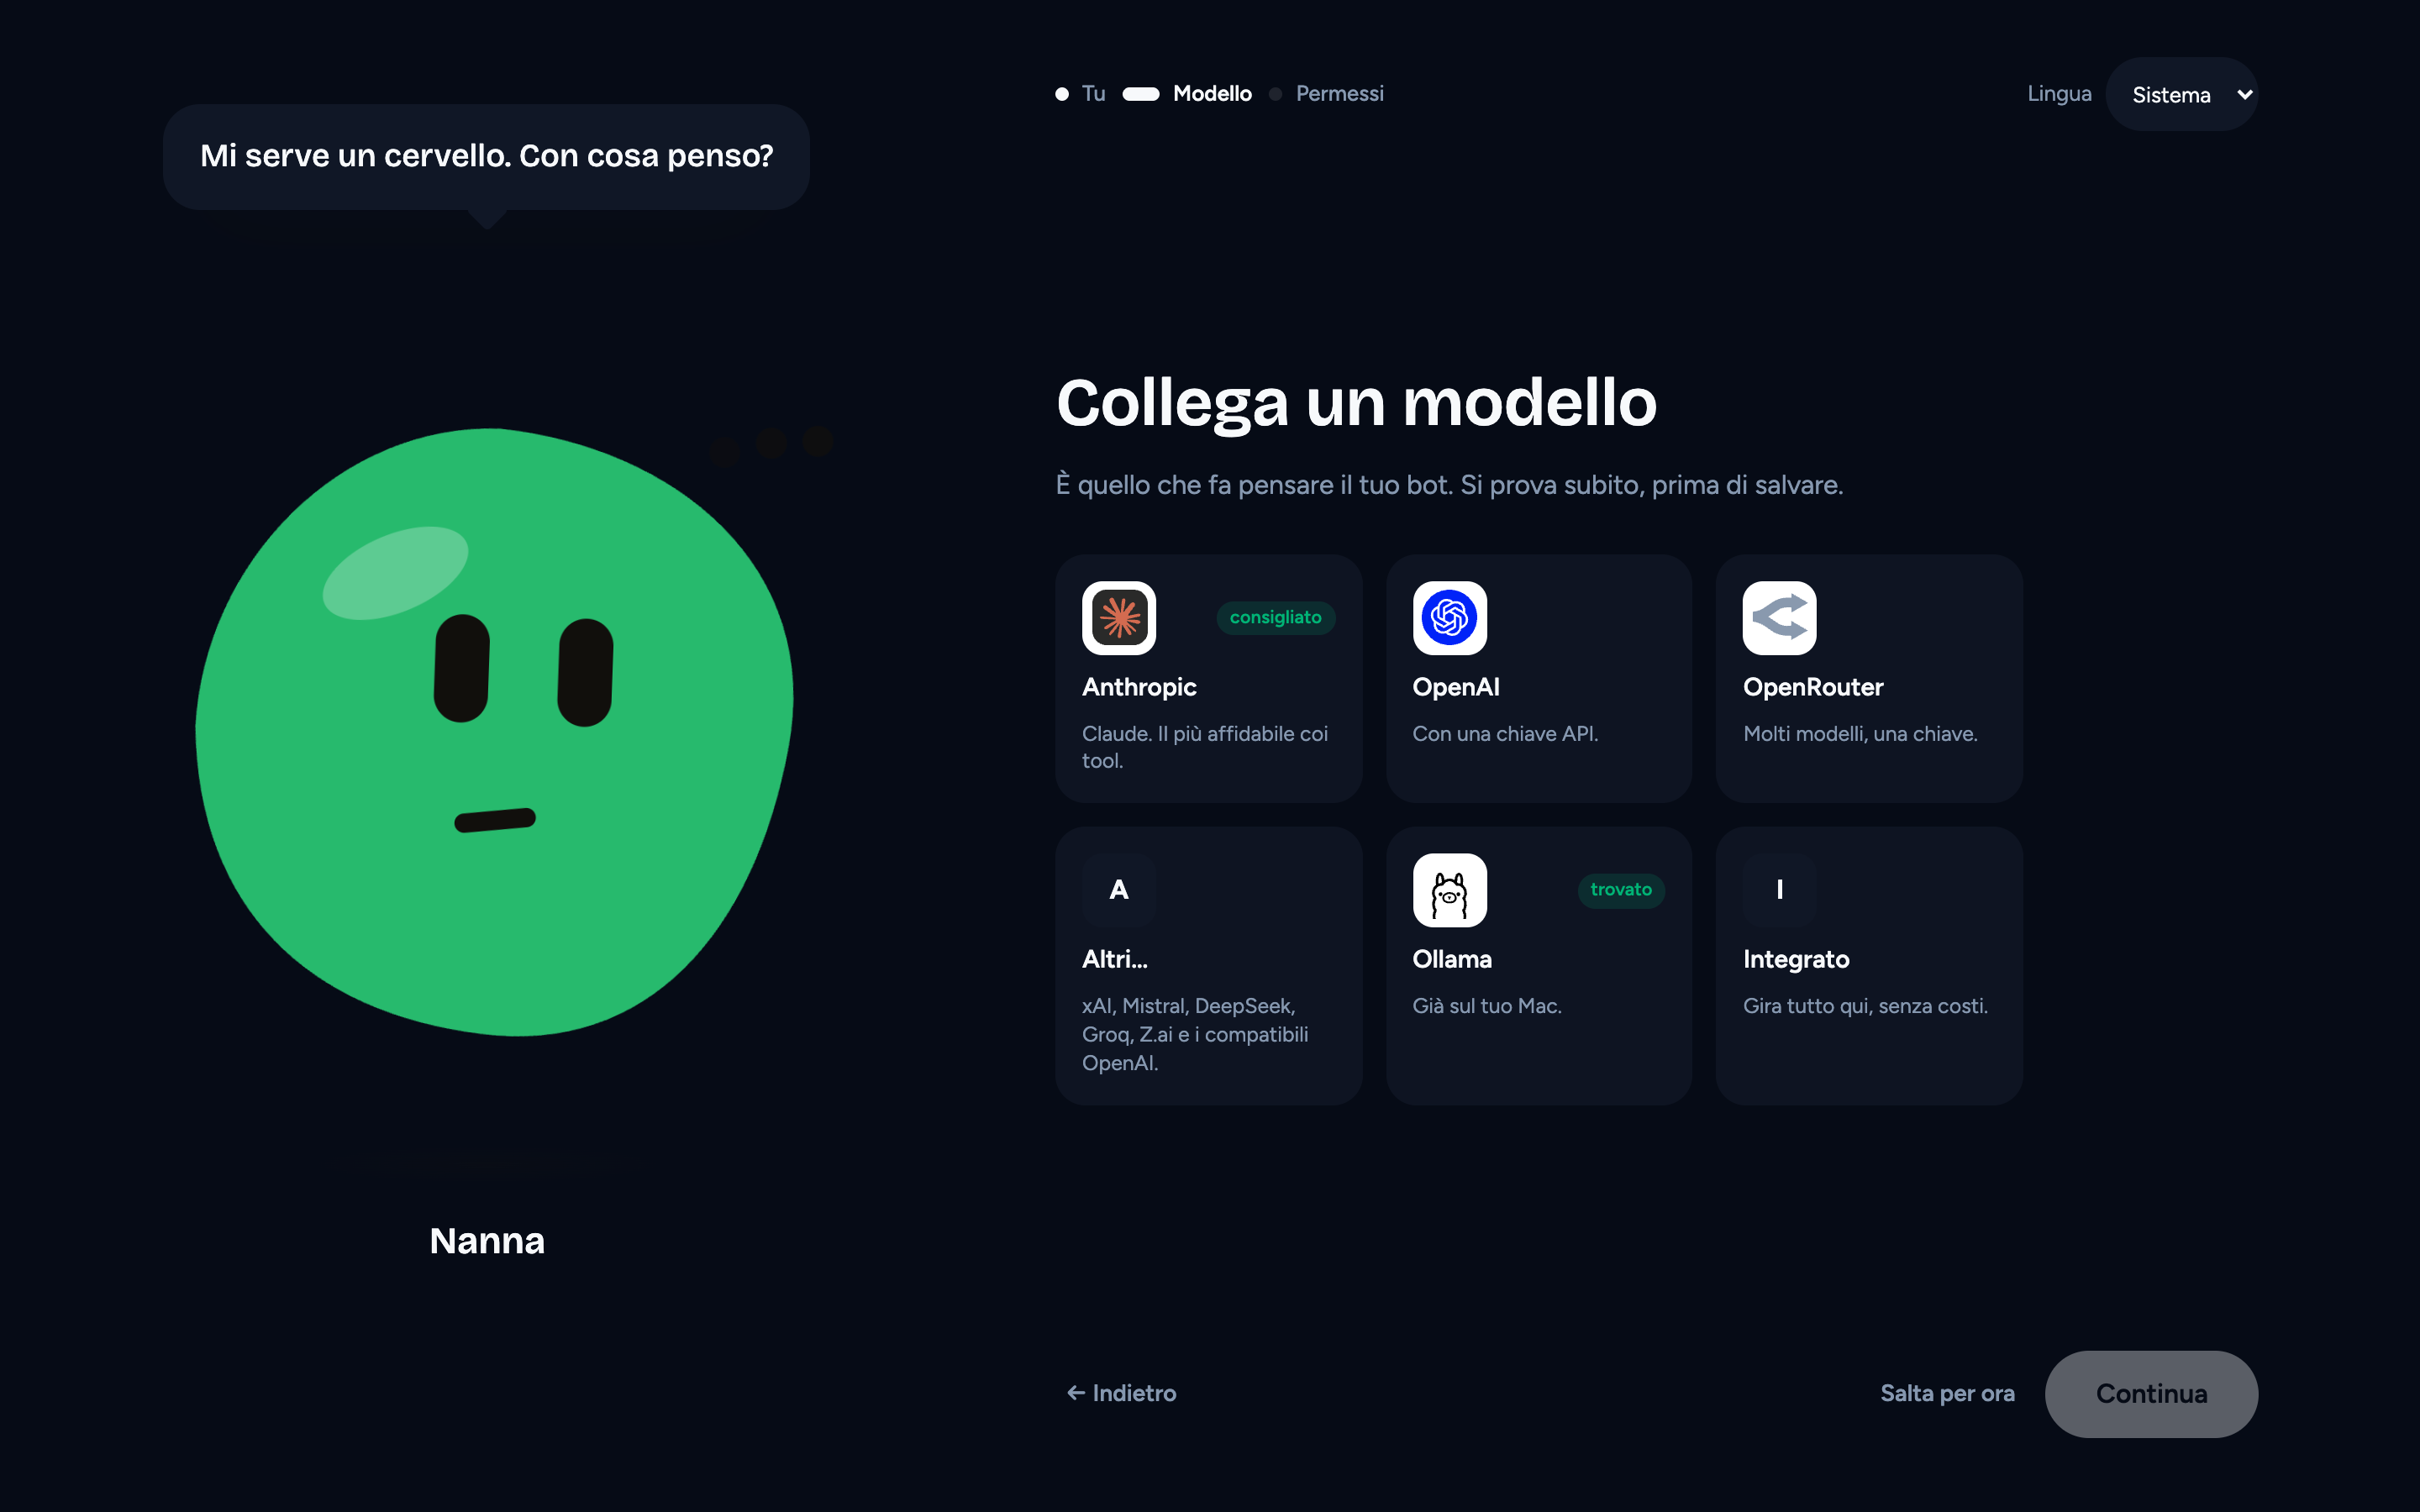 Mi serve un cervello. Con cosa penso?
Nanna
Tu
Modello
Permessi
Lingua
Sistema
Collega un modello
È quello che fa pensare il tuo bot. Si prova subito, prima di salvare.
consigliato
Anthropic
Claude. Il più affidabile coi
tool.
OpenAI
Con una chiave API.
OpenRouter
Molti modelli, una chiave.
A
Altri...
xAI, Mistral, DeepSeek,
Groq, Z.ai e i compatibili
OpenAI.
trovato
Ollama
Già sul tuo Mac.
I
Integrato
Gira tutto qui, senza costi.
← Indietro
Salta per ora
Continua